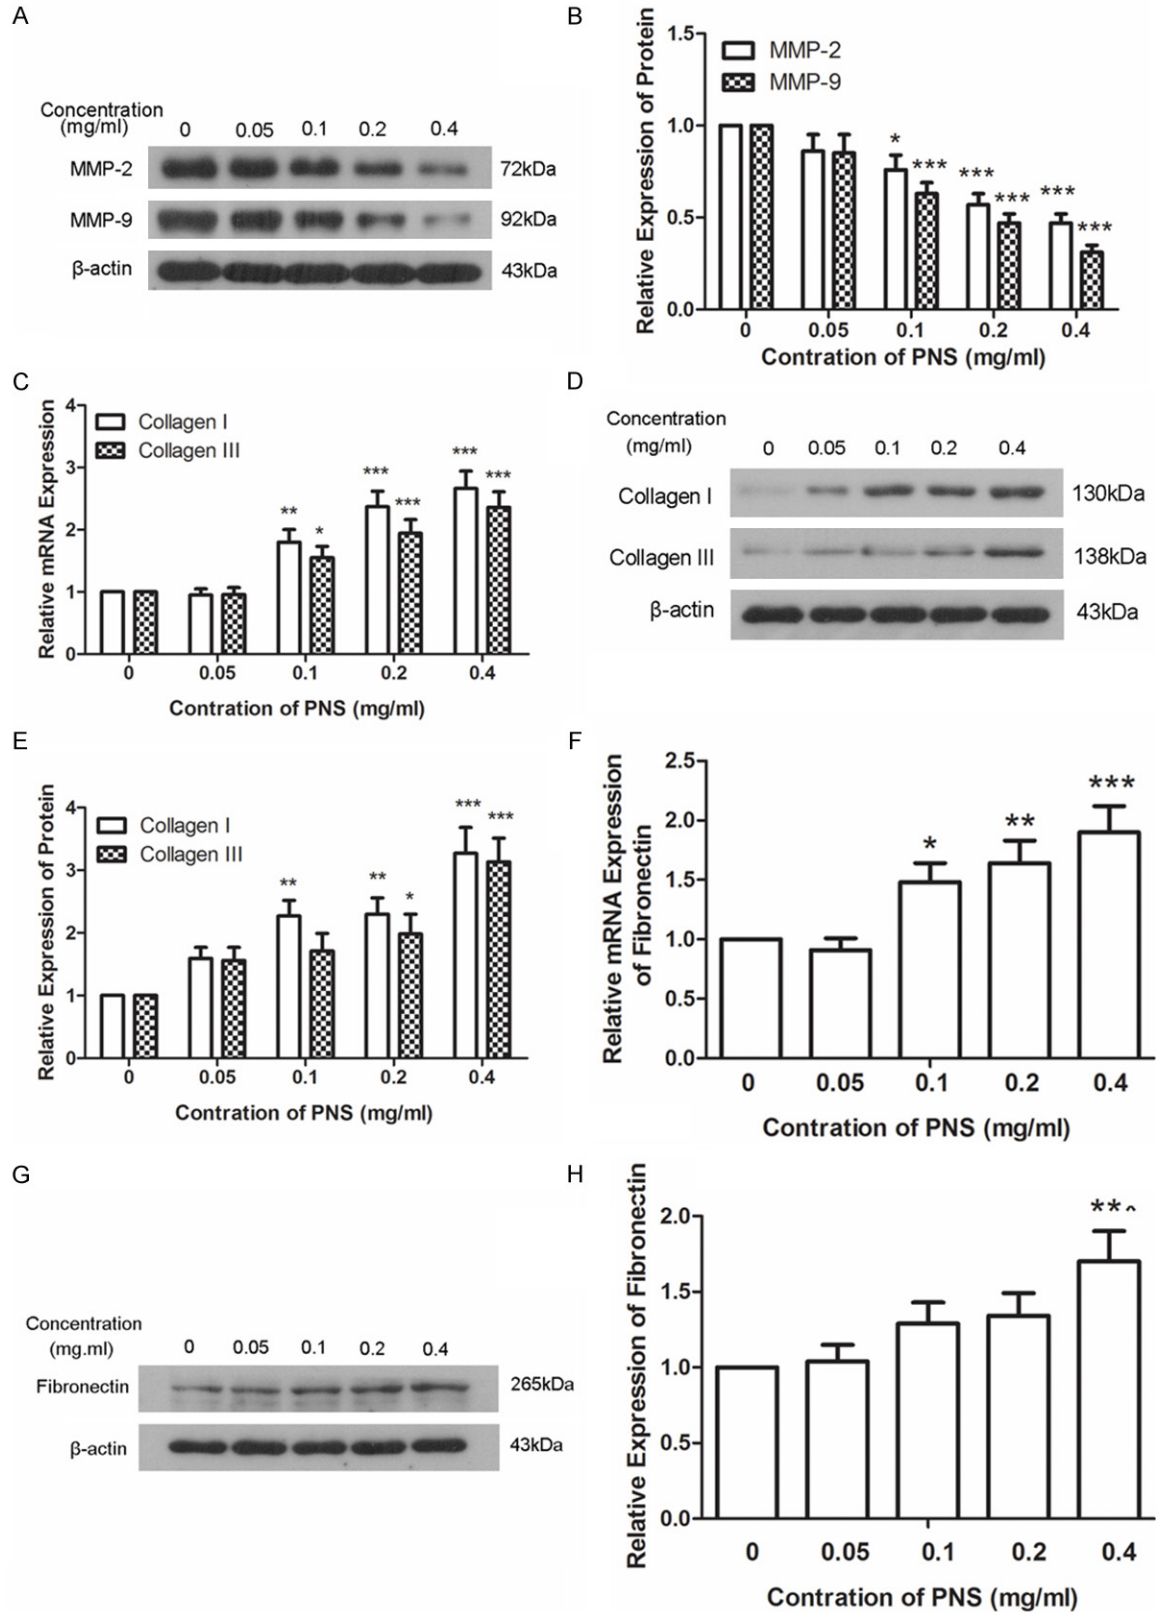 A
Concentration
(mg/ml) 0 0.05 0.1 0.2 0.4
MMP-2 72kDa
MMP-9 92kDa
β-actin 43kDa
B
Relative Expression of Protein
1.5
1.0
0.5
0.0
MMP-2
MMP-9
* *** *** *** *** ***
0 0.05 0.1 0.2 0.4
Contration of PNS (mg/ml)
C
Relative mRNA Expression
4
3
2
1
0
Collagen I
Collagen III
** * *** *** *** ***
0 0.05 0.1 0.2 0.4
Contration of PNS (mg/ml)
D
Concentration
(mg/ml) 0 0.05 0.1 0.2 0.4
Collagen I 130kDa
Collagen III 138kDa
β-actin 43kDa
E
Relative Expression of Protein
4
3
2
1
0
Collagen I
Collagen III
** ** * *** ***
0 0.05 0.1 0.2 0.4
Contration of PNS (mg/ml)
F
Relative mRNA Expression
of Fibronectin
2.5
2.0
1.5
1.0
0.5
0.0
* ** ***
0 0.05 0.1 0.2 0.4
Contration of PNS (mg/ml)
G
Concentration
(mg.ml) 0 0.05 0.1 0.2 0.4
Fibronectin 265kDa
β-actin 43kDa
H
Relative Expression of Fibronectin
2.0
1.5
1.0
0.5
0.0
**
0 0.05 0.1 0.2 0.4
Contration of PNS (mg/ml)